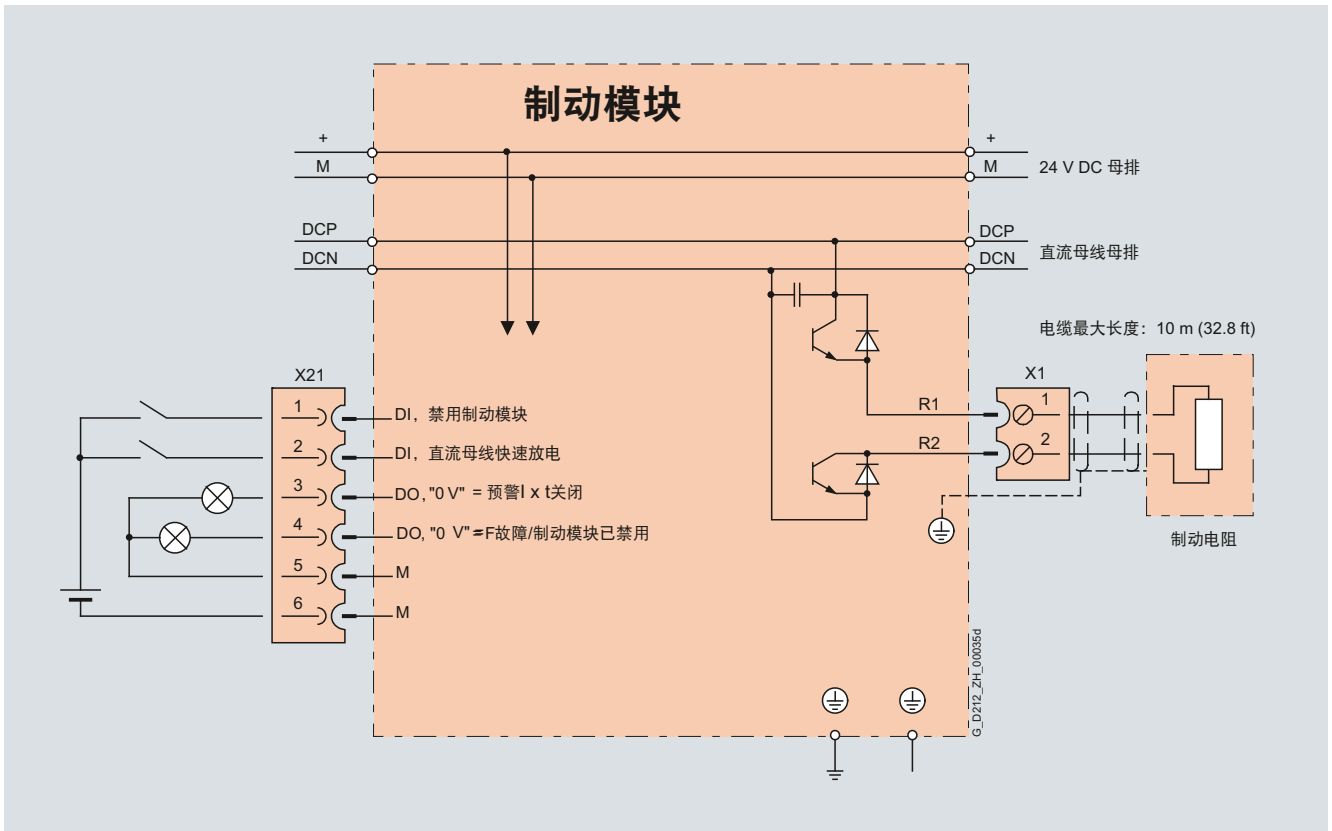 制动模块
+
+
M
M
24 V DC 母排
DCP
DCP
DCN
DCN
直流母线母排
电缆最大长度：10 m (32.8 ft)
X21
X1
1
DI，禁用制动模块
R1
1
2
DI，直流母线快速放电
R2
2
3
DO, "0 V" = 预警I x t关闭
4
DO, "0 V"=F故障/制动模块已禁用
制动电阻
5
M
6
M
G_D212_ZH_00035d